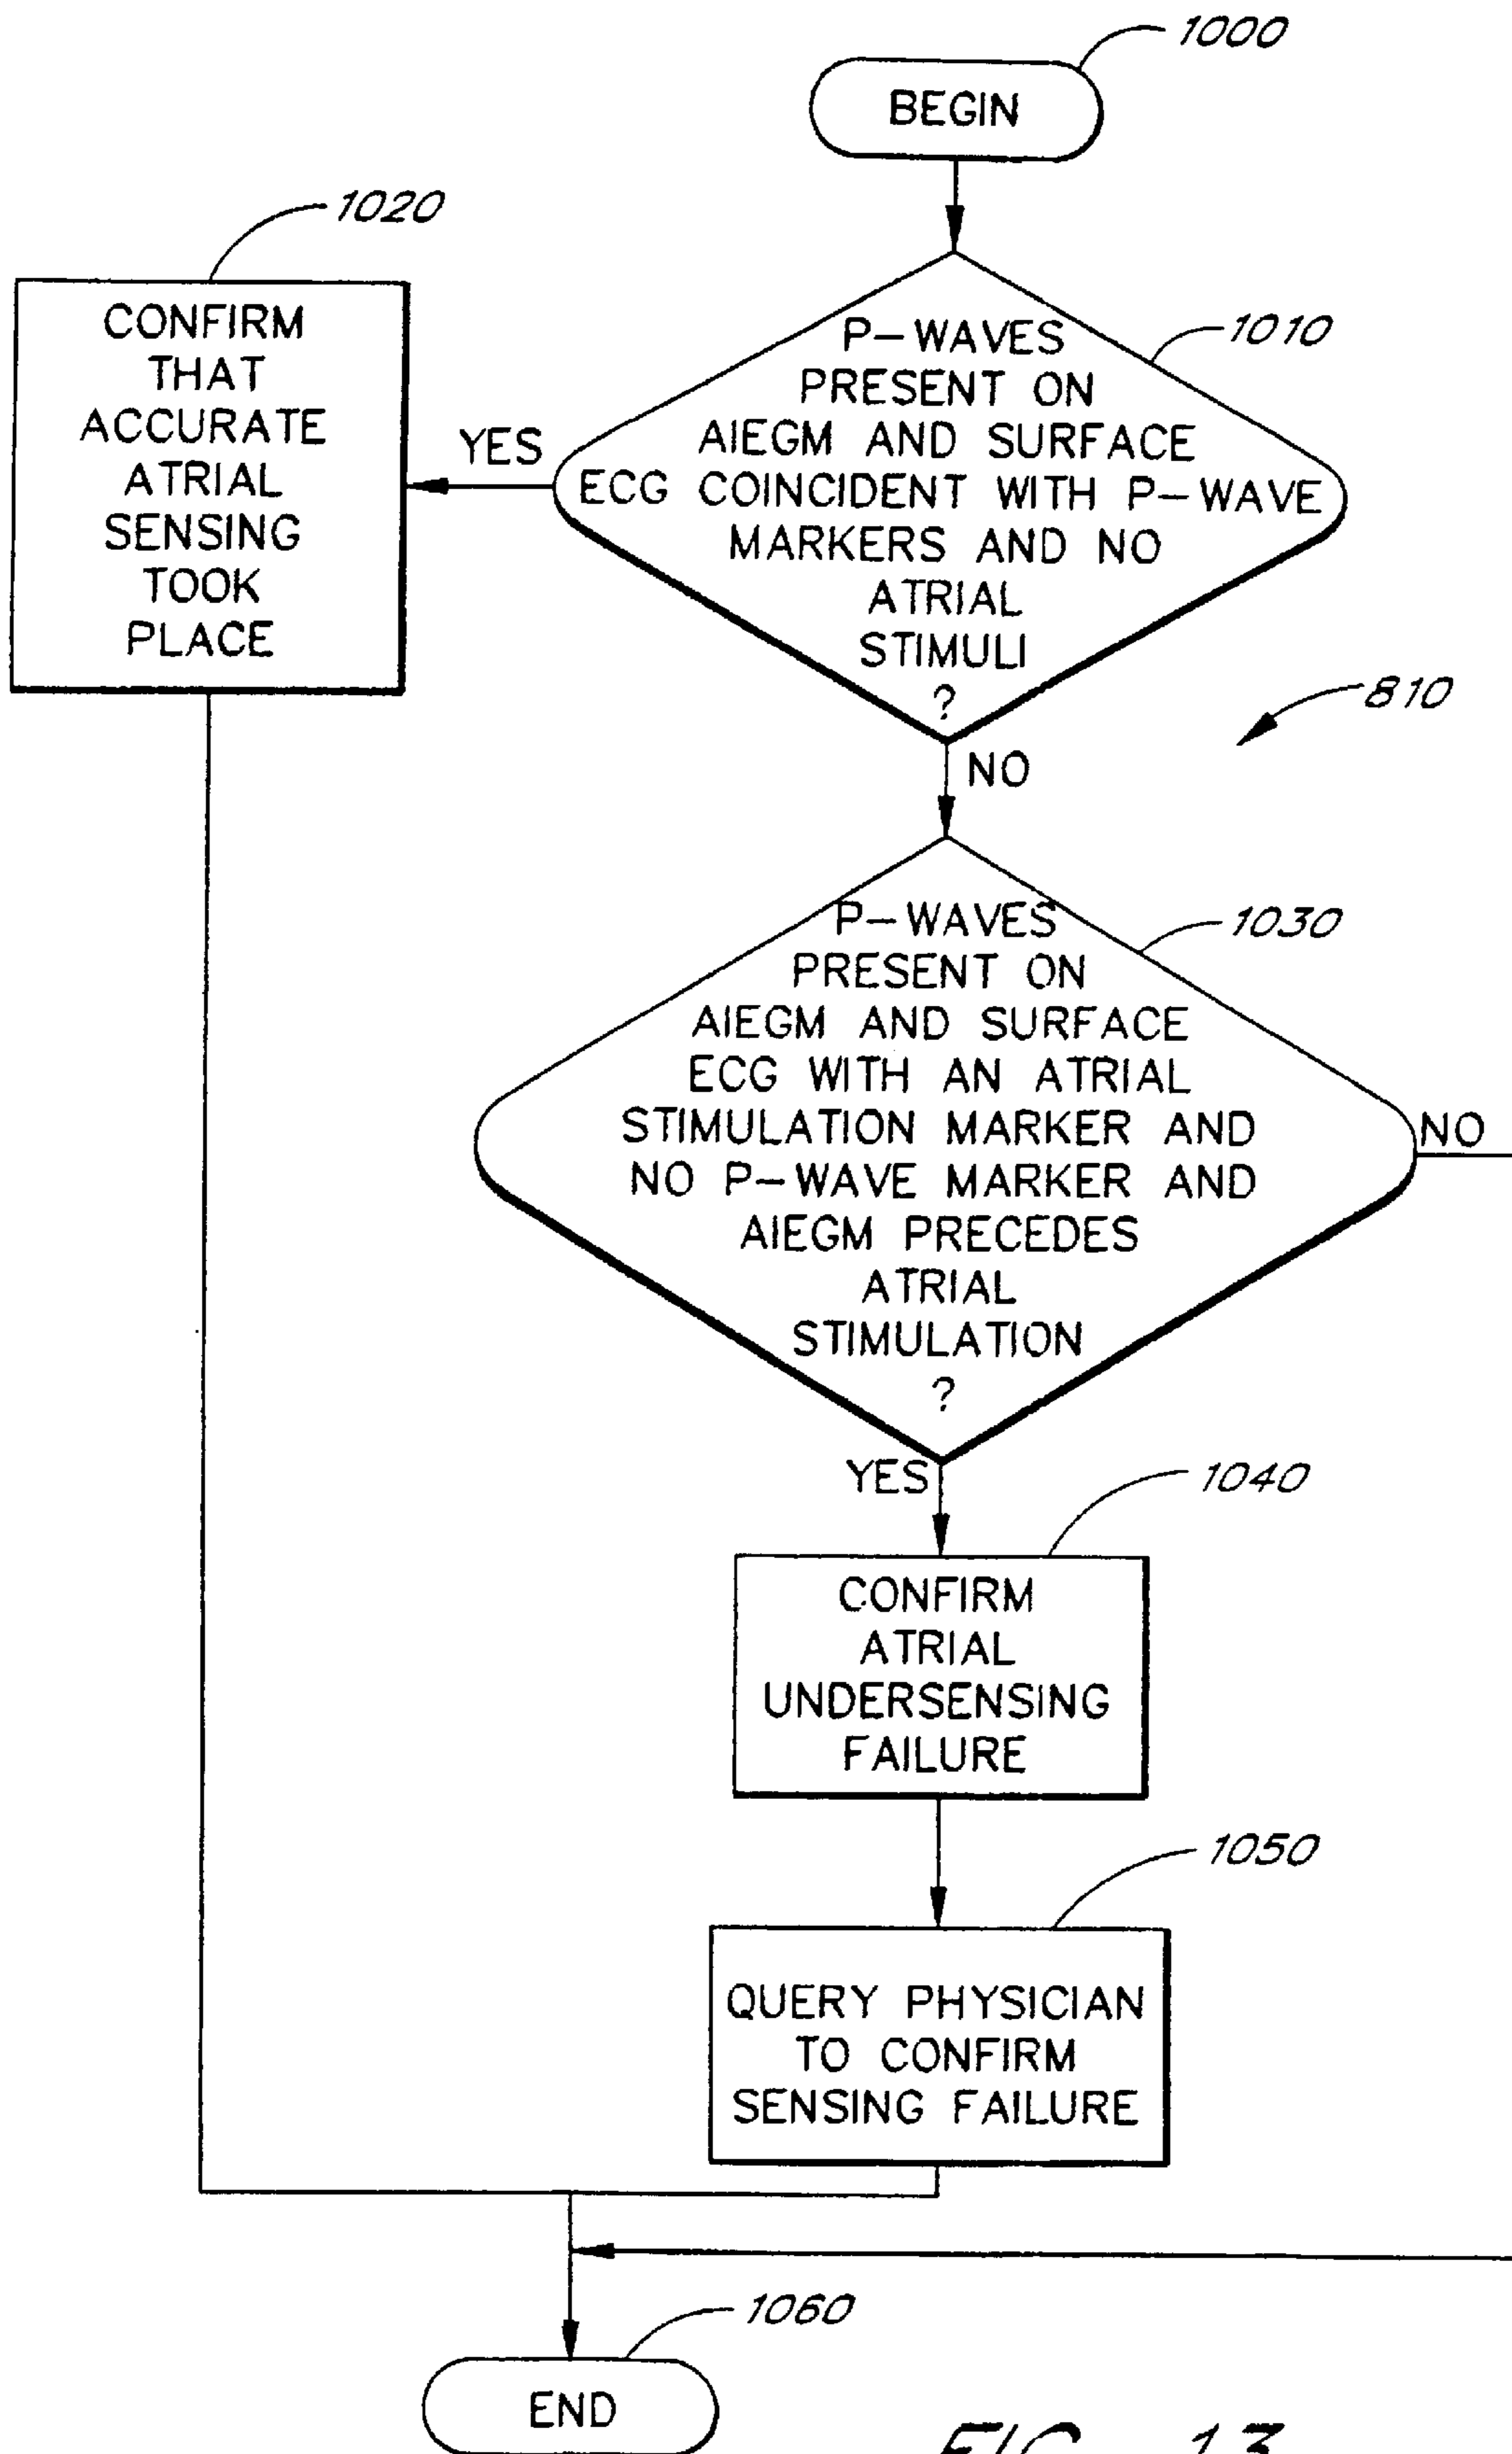 1000
BEGIN
1020
CONFIRM
THAT
ACCURATE
ATRIAL
SENSING
TOOK
PLACE
YES
1010
P-WAVES
PRESENT ON
AIEGM AND SURFACE
ECG COINCIDENT WITH P-WAVE
MARKERS AND NO
ATRIAL
STIMULI
?
810
NO
1030
P-WAVES
PRESENT ON
AIEGM AND SURFACE
ECG WITH AN ATRIAL
STIMULATION MARKER AND
NO P-WAVE MARKER AND
AIEGM PRECEDES
ATRIAL
STIMULATION
?
NO
YES
1040
CONFIRM
ATRIAL
UNDERSENSING
FAILURE
1050
QUERY PHYSICIAN
TO CONFIRM
SENSING FAILURE
1060
END
FIG. 13